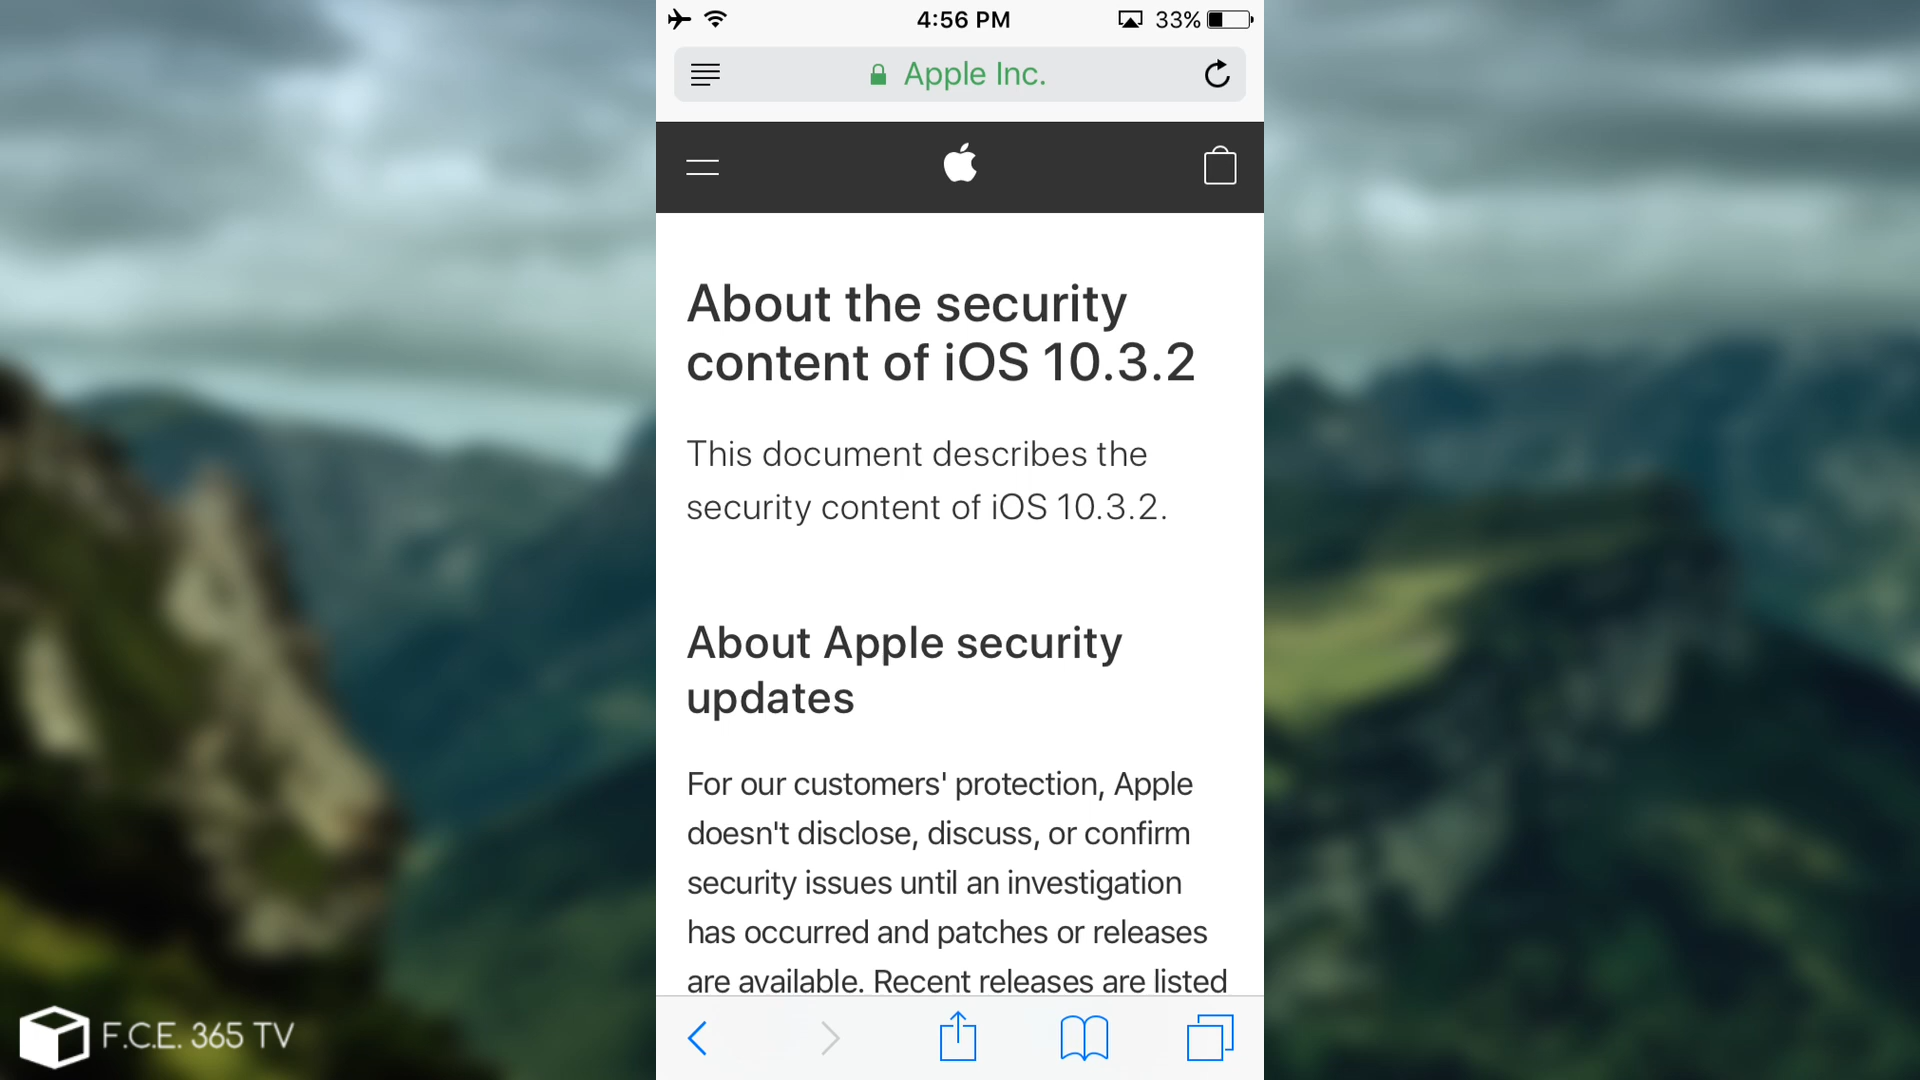 4:56 PM
33%
Apple Inc.
About the security
content of iOS 10.3.2
This document describes the
security content of iOS 10.3.2.
About Apple security
updates
For our customers' protection, Apple
doesn't disclose, discuss, or confirm
security issues until an investigation
has occurred and patches or releases
are available. Recent releases are listed
F.C.E. 365 TV